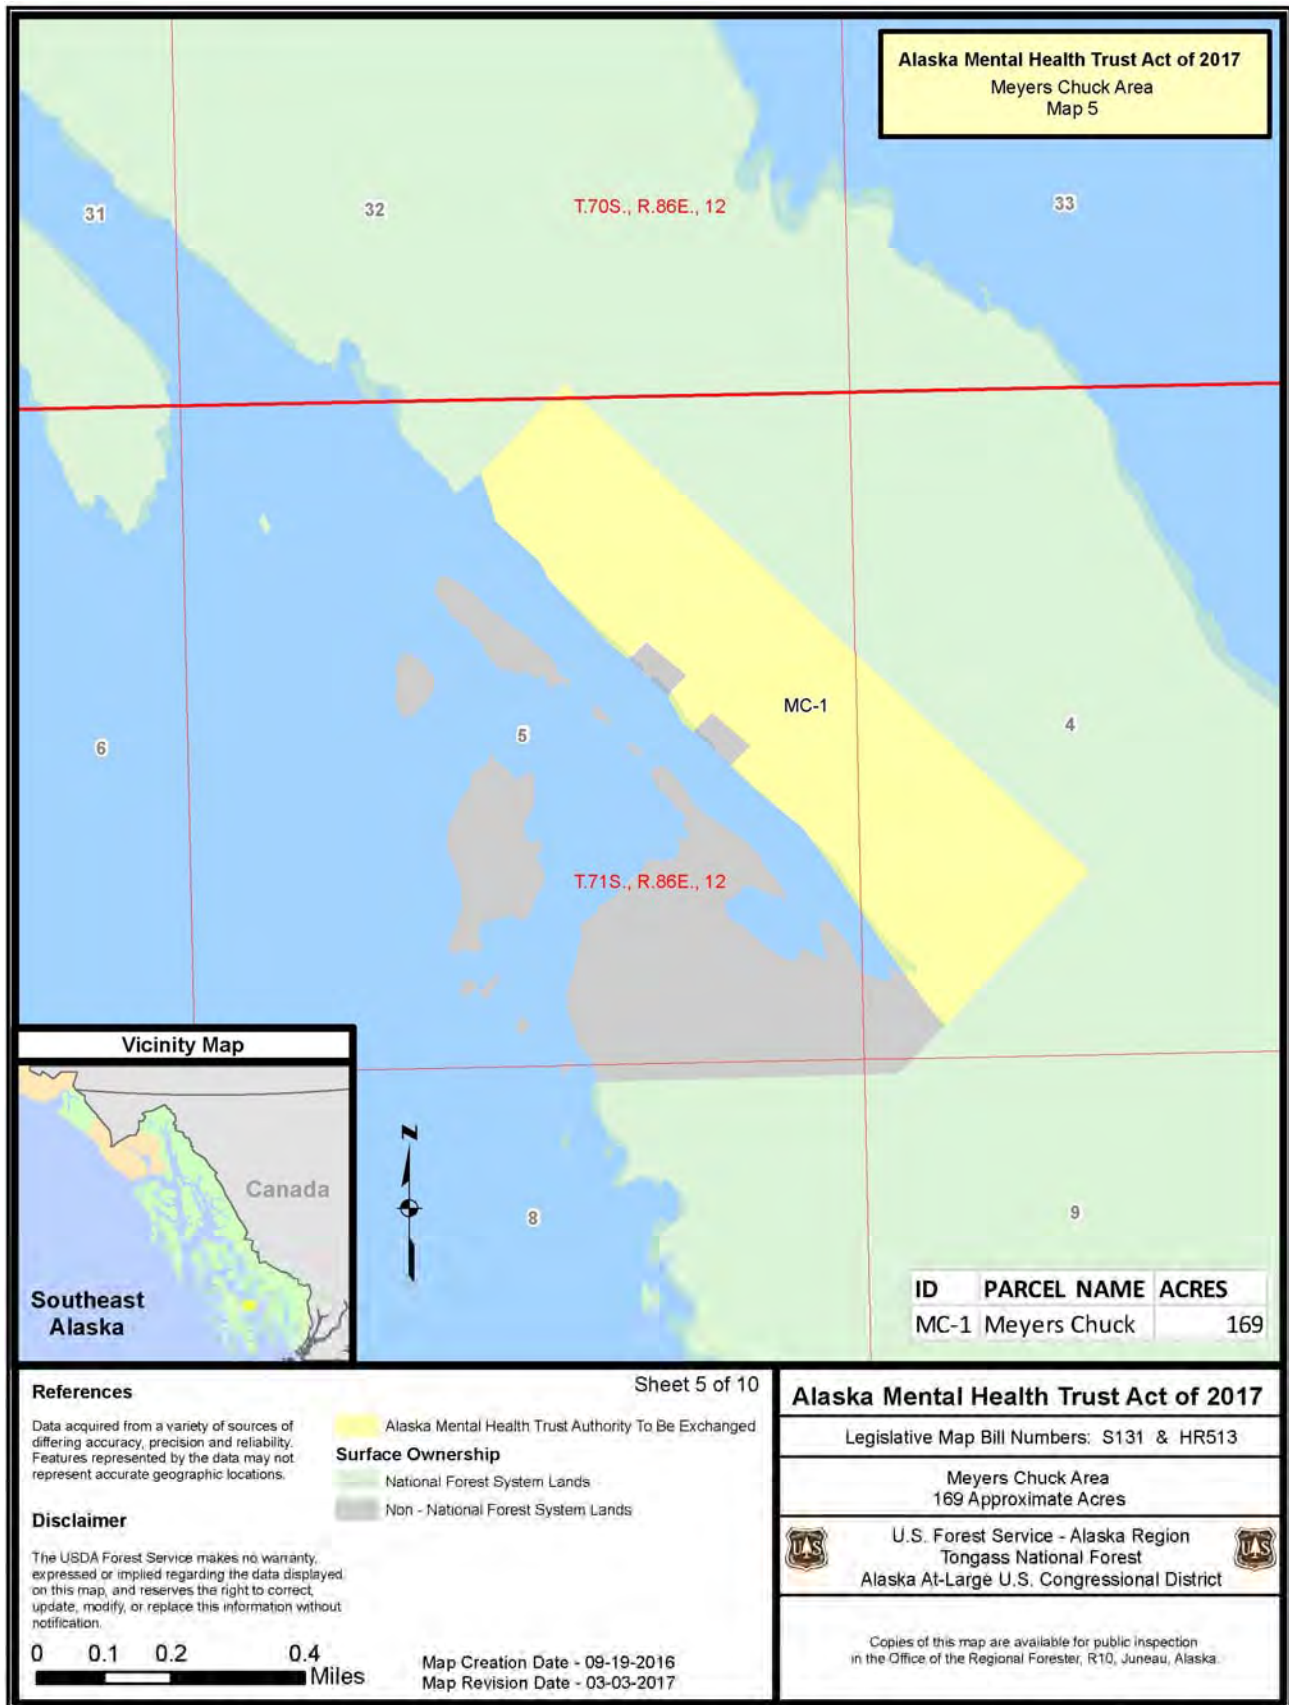 Alaska Mental Health Trust Act of 2017
Meyers Chuck Area
Map 5
31
32
T.70S., R.86E., 12
33
MC-1
6
5
4
T.71S., R.86E., 12
Vicinity Map
Canada
Southeast
Alaska
N
8
9
ID PARCEL NAME ACRES
MC-1 Meyers Chuck 169
References
Data acquired from a variety of sources of
differing accuracy, precision and reliability.
Features represented by the data may not
represent accurate geographic locations.
Disclaimer
The USDA Forest Service makes no warranty,
expressed or implied regarding the data displayed
on this map, and reserves the right to correct,
update, modify, or replace this information without
notification.
0 0.1 0.2 0.4
Miles
Sheet 5 of 10
Alaska Mental Health Trust Authority To Be Exchanged
Surface Ownership
National Forest System Lands
Non - National Forest System Lands
Map Creation Date - 09-19-2016
Map Revision Date - 03-03-2017
Alaska Mental Health Trust Act of 2017
Legislative Map Bill Numbers: S131 & HR513
Meyers Chuck Area
169 Approximate Acres
U.S. Forest Service - Alaska Region
Tongass National Forest
Alaska At-Large U.S. Congressional District
UAS
UAS
Copies of this map are available for public inspection
in the Office of the Regional Forester, R10, Juneau, Alaska.